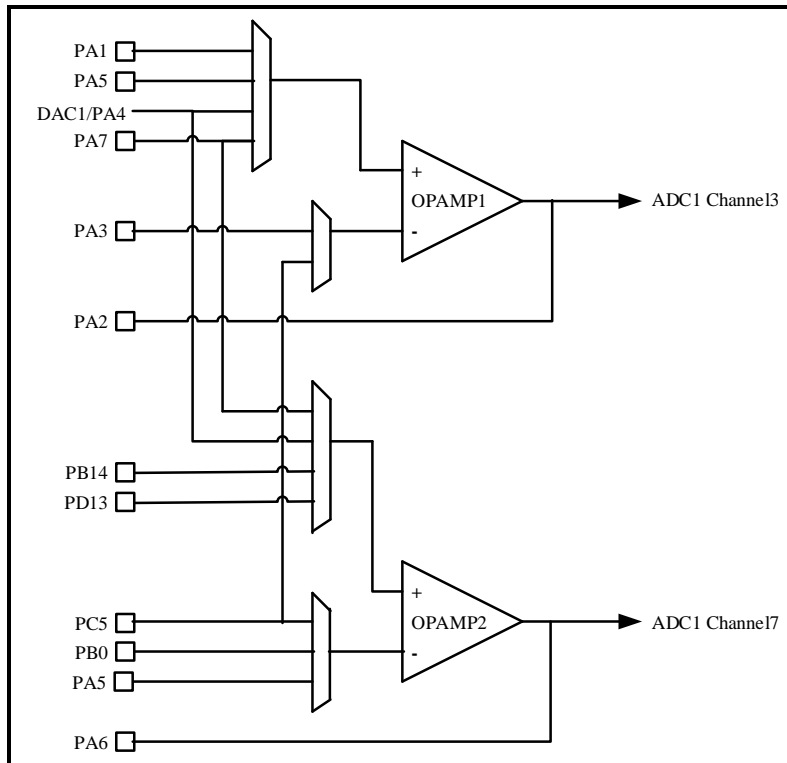 PA1
PA5
DAC1/PA4
PA7
+
OPAMP1
-
ADC1 Channel3
PA3
PA2
PB14
PD13
+
OPAMP2
-
ADC1 Channel7
PC5
PB0
PA5
PA6